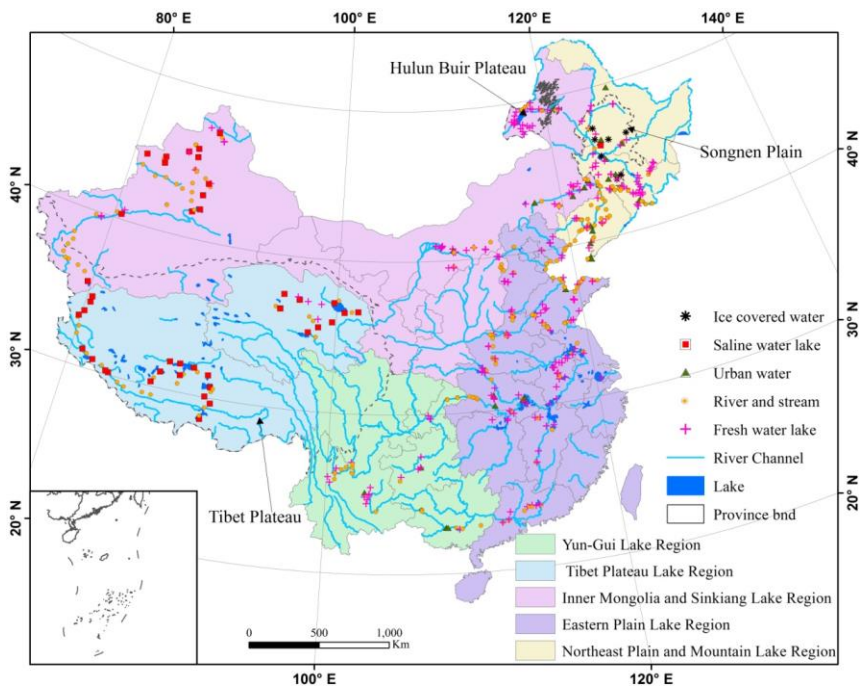 80° E
100° E
120° E
140° E
Hulun Buir Plateau
Songnen Plain
40° N
40° N
30° N
30° N
20° N
20° N
Tibet Plateau
Ice covered water
Saline water lake
Urban water
River and stream
Fresh water lake
River Channel
Lake
Province bnd
Yun-Gui Lake Region
Tibet Plateau Lake Region
Inner Mongolia and Sinkiang Lake Region
Eastern Plain Lake Region
Northeast Plain and Mountain Lake Region
0 500 1,000
Km
100° E
120° E